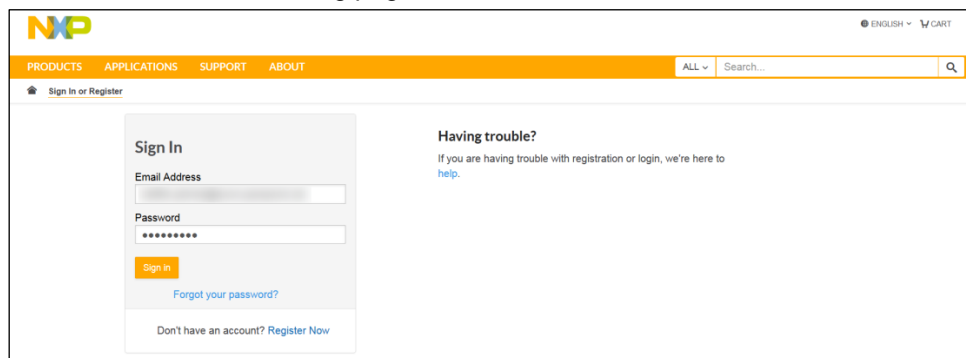 NXP
ENGLISH CART
PRODUCTS APPLICATIONS SUPPORT ABOUT ALL Search...
Sign In or Register
Sign In
Email Address
Password
•••••••••
Sign in
Forgot your password?
Don't have an account? Register Now
Having trouble?
If you are having trouble with registration or login, we're here to
help.